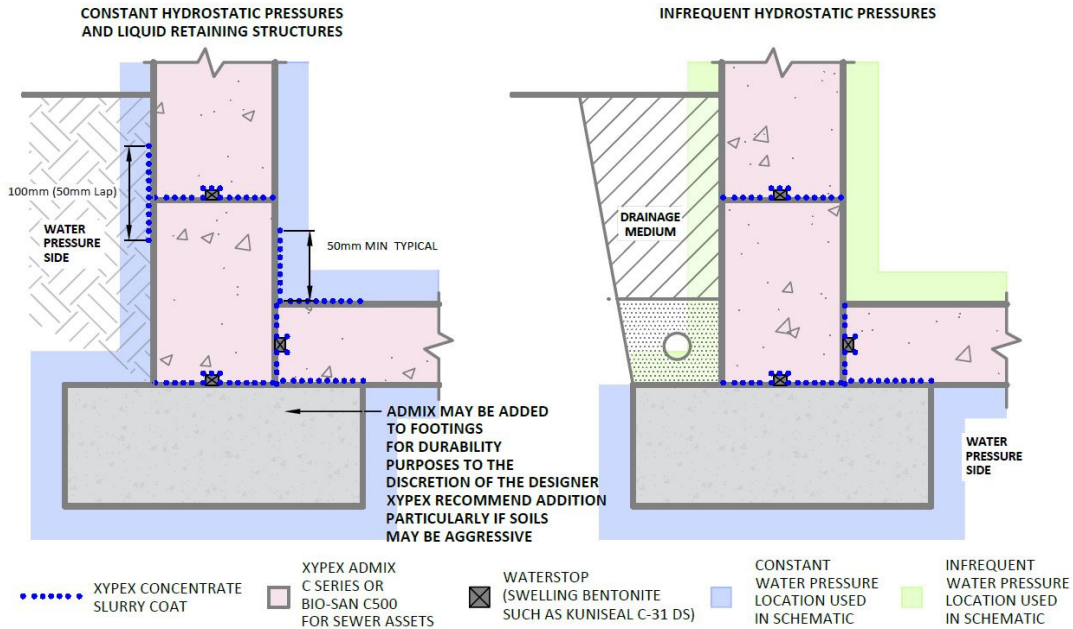 CONSTANT HYDROSTATIC PRESSURES
AND LIQUID RETAINING STRUCTURES
INFREQUENT HYDROSTATIC PRESSURES
100mm (50mm Lap)
WATER
PRESSURE
SIDE
50mm MIN TYPICAL
DRAINAGE
MEDIUM
ADMIX MAY BE ADDED
TO FOOTINGS
FOR DURABILITY
PURPOSES TO THE
DISCRETION OF THE DESIGNER
XYPEX RECOMMEND ADDITION
PARTICULARLY IF SOILS
MAY BE AGGRESSIVE
WATER
PRESSURE
SIDE
XYPEX CONCENTRATE
SLURRY COAT
XYPEX ADMIX
C SERIES OR
BIO-SAN C500
FOR SEWER ASSETS
WATERSTOP
(SWELLING BENTONITE
SUCH AS KUNISEAL C-31 DS)
CONSTANT
WATER PRESSURE
LOCATION USED
IN SCHEMATIC
INFREQUENT
WATER PRESSURE
LOCATION USED
IN SCHEMATIC